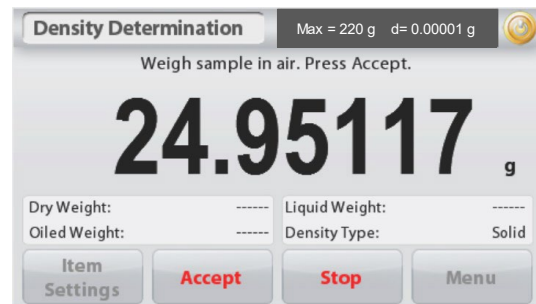 Density Determination Max = 220 g d= 0.00001 g
Weigh sample in air. Press Accept.
24.95117 g
Dry Weight: ------ Liquid Weight: ------
Oiled Weight: ------ Density Type: Solid
Item Settings Accept Stop Menu